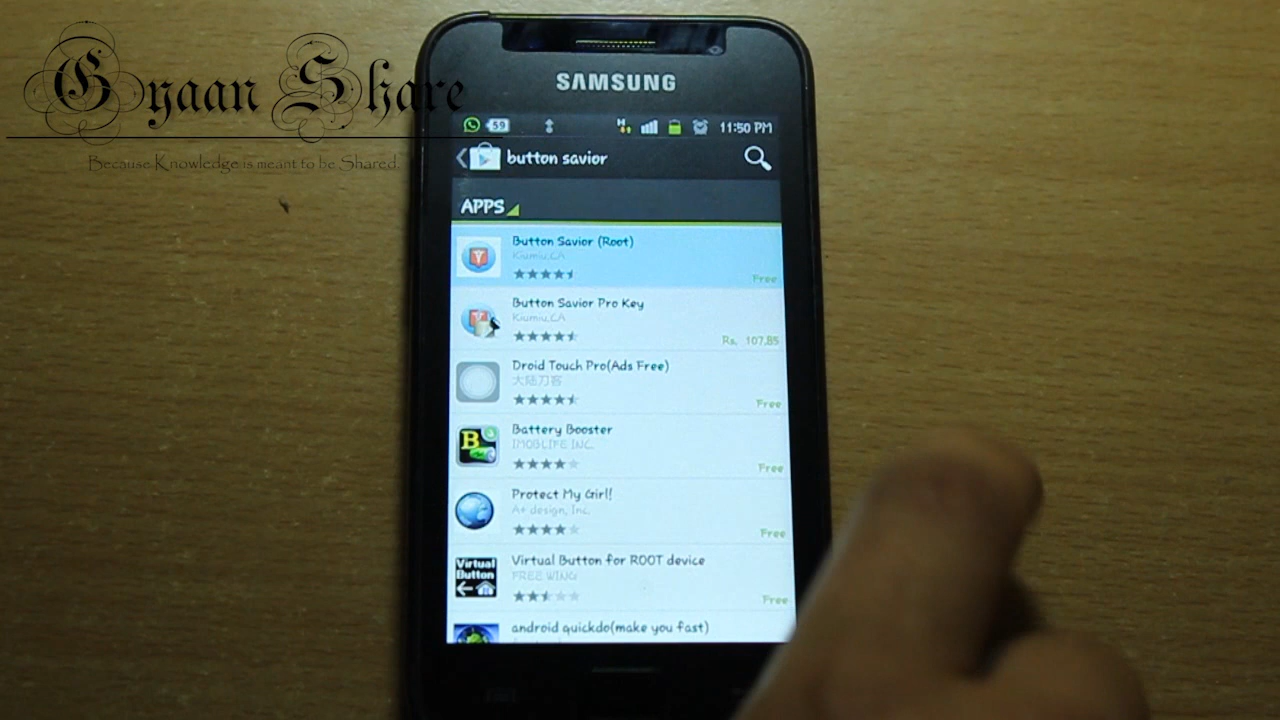 Gyaan Share
Because Knowledge is meant to be Shared.
SAMSUNG
59
H
11:50 PM
button savior
APPS
Button Savior (Root)
Kiumiu,CA
Free
Button Savior Pro Key
Kiumiu,CA
Rs. 107.85
Droid Touch Pro(Ads Free)
大陆刀客
Free
Battery Booster
IMOBLIFE INC.
Free
Protect My Girl!
A+ design, Inc.
Free
Virtual
Button
Virtual Button for ROOT device
FREE WING
Free
android quickdo(make you fast)